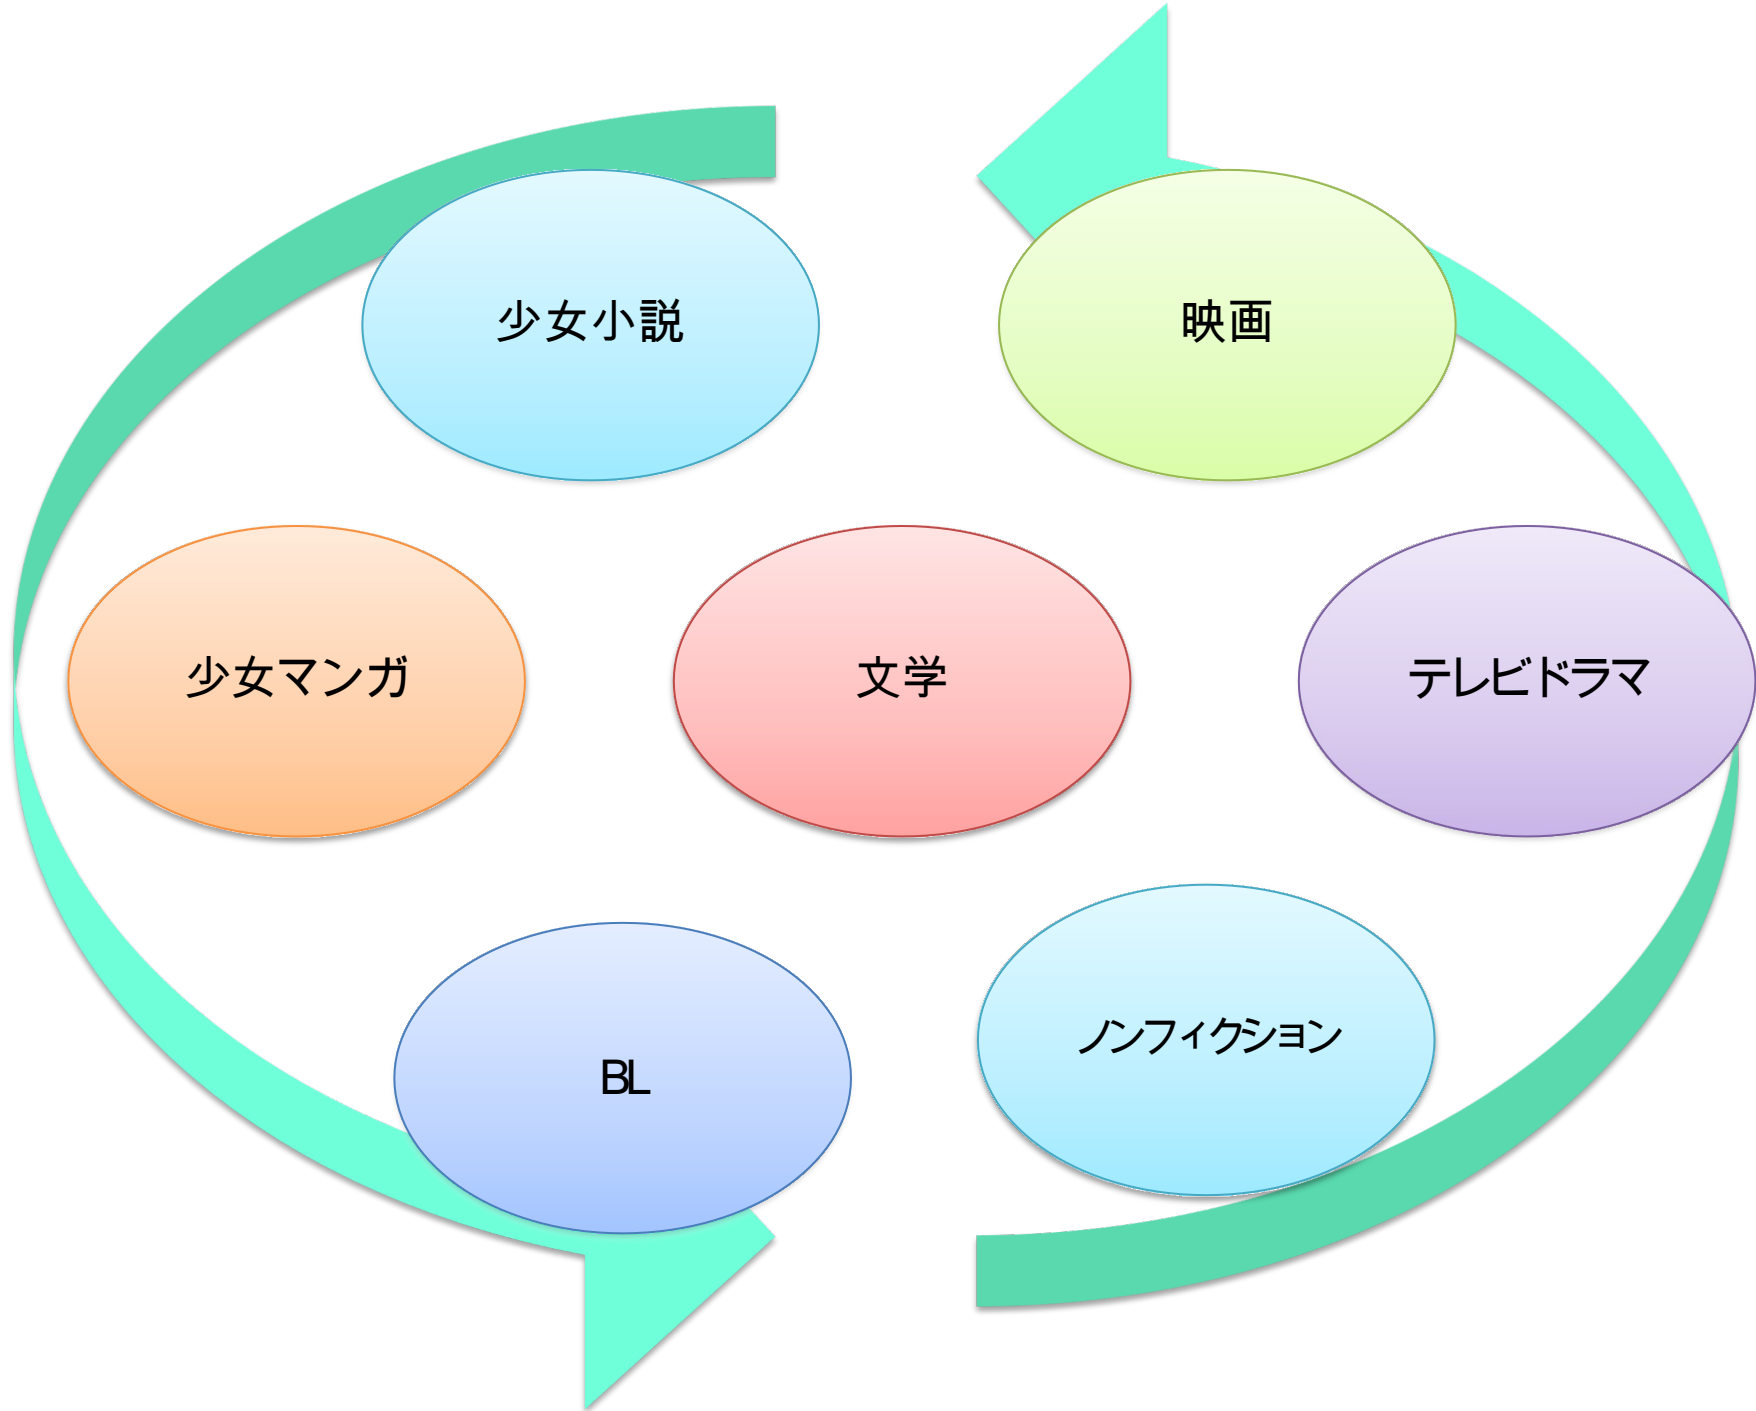 少女小説
映画
少女マンガ
文学
テレビドラマ
BL
ノンフィクション